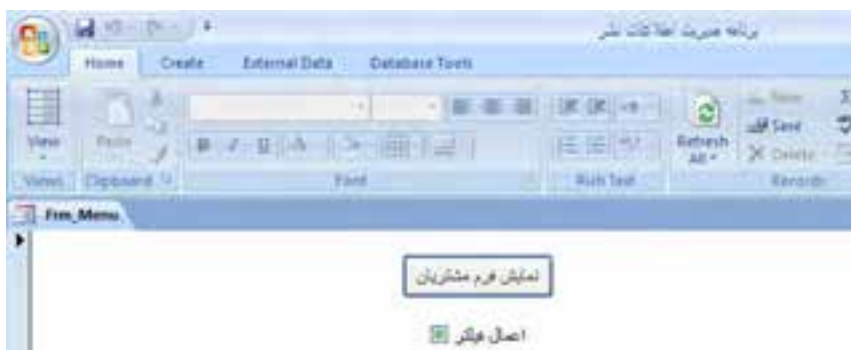 برنامه مدیریت اطلاعات نشر
Home Create External Data Database Tools
View Paste Refresh All New Save Delete
Views Clipboard Font Rich Text Records
Frm_Menu
نمایش فرم مشتریان
اعمال فیلتر